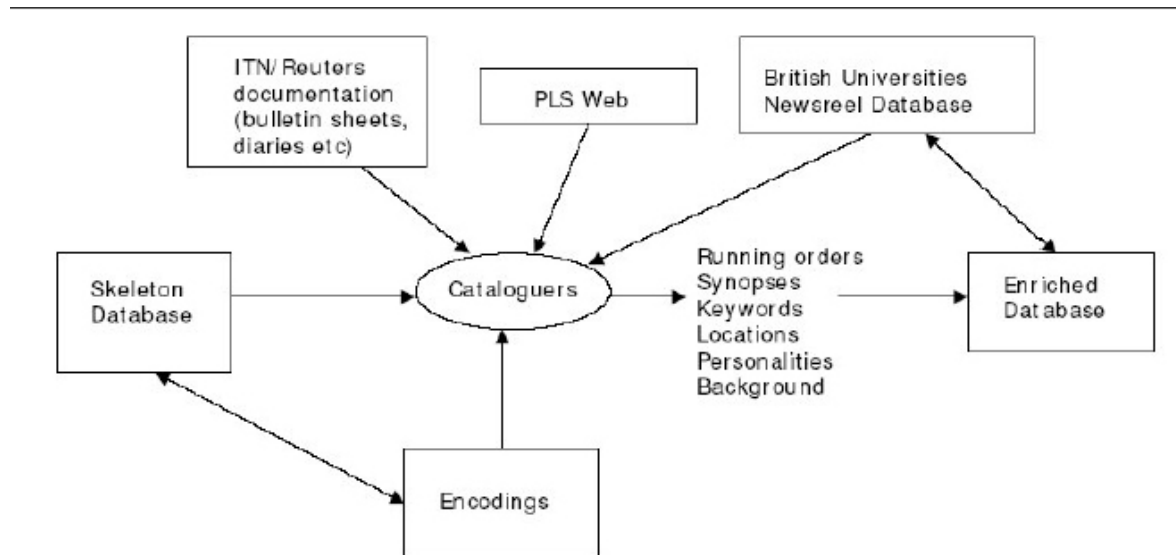 ITN/Reuters
documentation
(bulletin sheets,
diaries etc)
PLS Web
British Universities
Newsreel Database
Skeleton
Database
Cataloguers
Running orders
Synopses
Keywords
Locations
Personalities
Background
Enriched
Database
Encodings